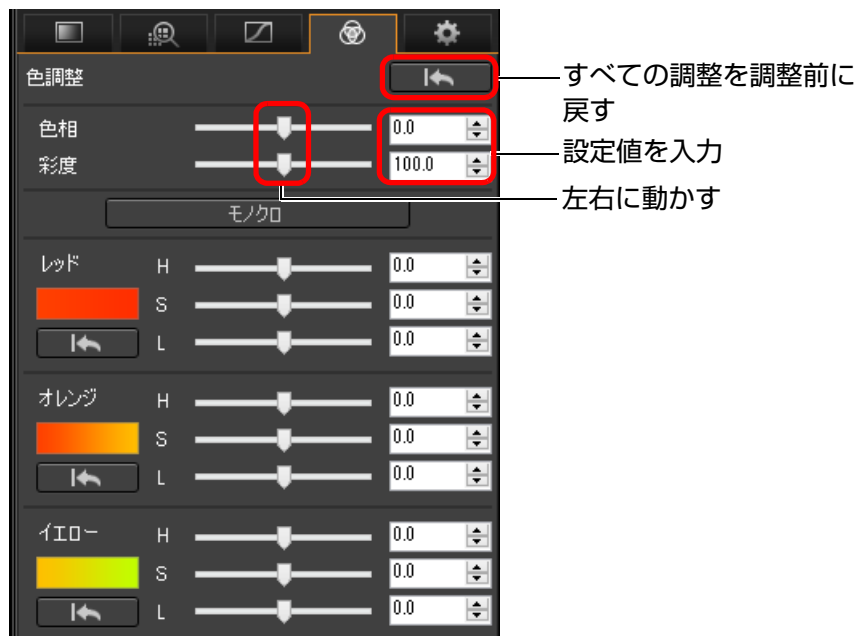 色調整
すべての調整を調整前に
戻す
色相 0.0
彩度 100.0
設定値を入力
左右に動かす
モノクロ
レッド H 0.0
S 0.0
L 0.0
オレンジ H 0.0
S 0.0
L 0.0
イエロー H 0.0
S 0.0
L 0.0